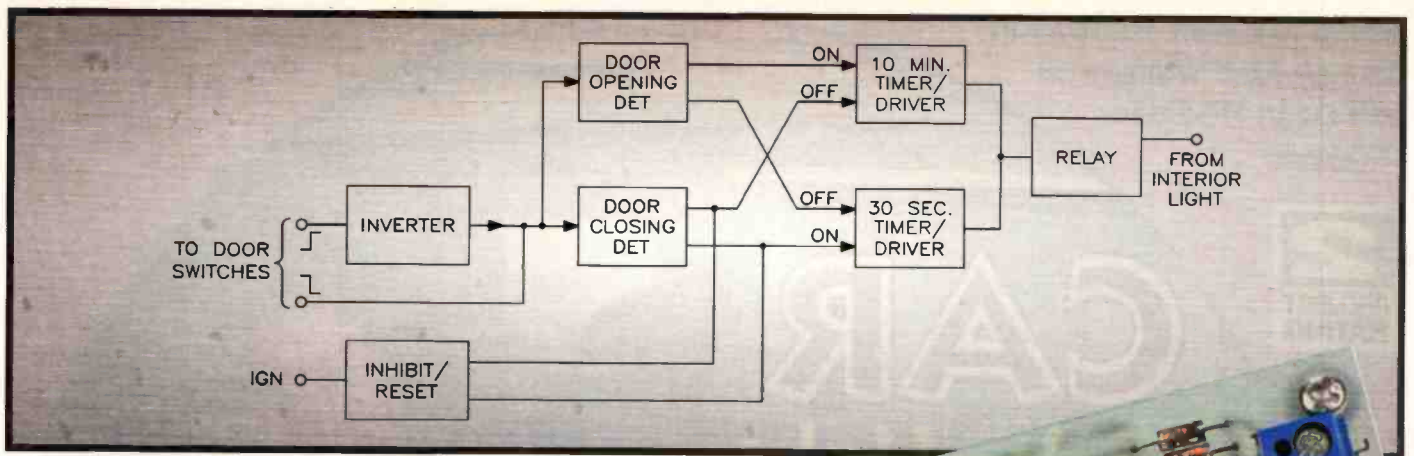 DOOR
OPENING
DET
ON
OFF
10 MIN.
TIMER/
DRIVER
RELAY
FROM
INTERIOR
LIGHT
TO DOOR
SWITCHES
INVERTER
DOOR
CLOSING
DET
OFF
ON
30 SEC.
TIMER/
DRIVER
IGN
INHIBIT/
RESET
CAR